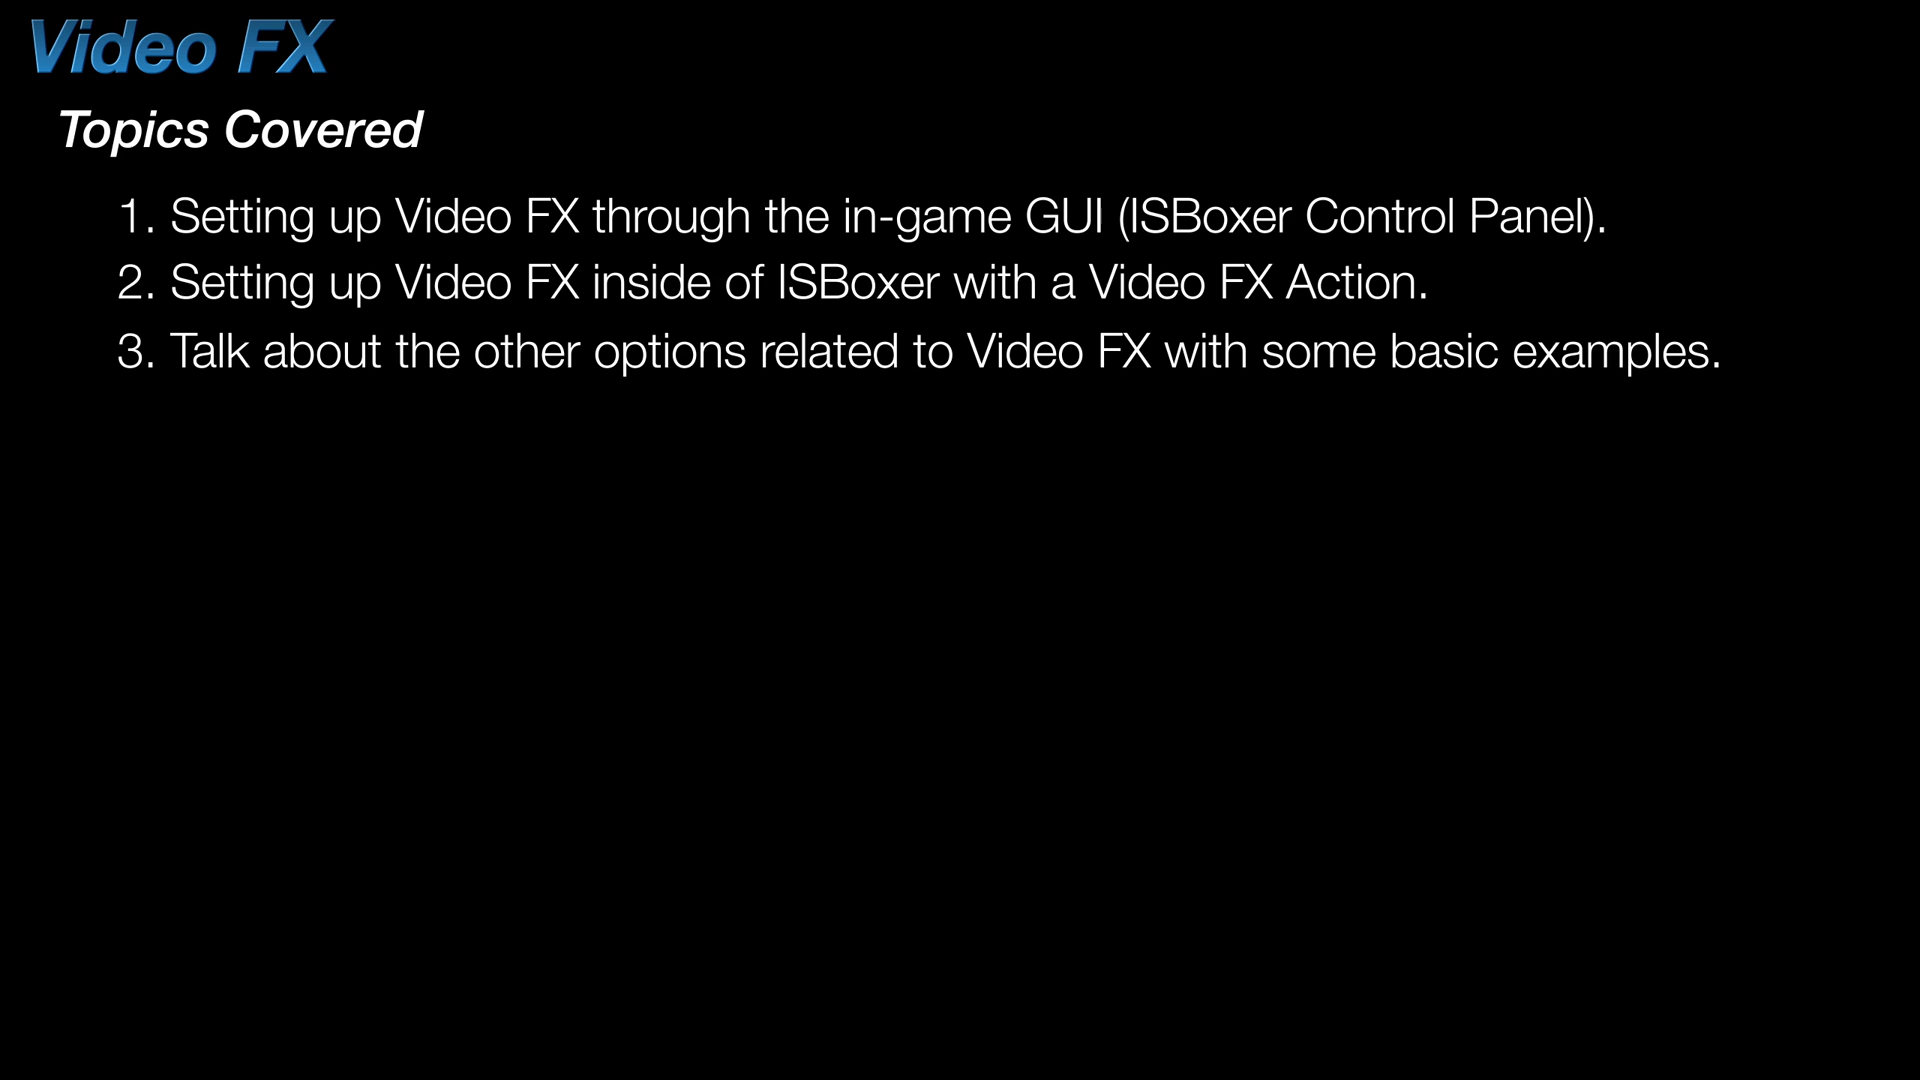 Video FX
Topics Covered
1. Setting up Video FX through the in-game GUI (ISBoxer Control Panel).
2. Setting up Video FX inside of ISBoxer with a Video FX Action.
3. Talk about the other options related to Video FX with some basic examples.